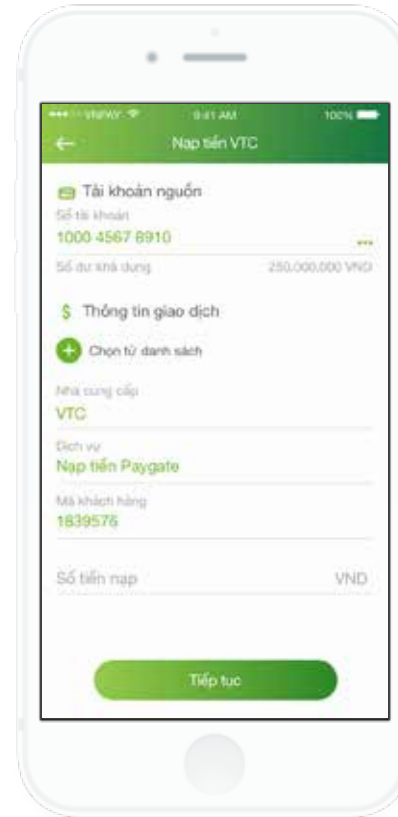 VNPAY 9:41 AM 100%
Nạp tiền VTC
Tài khoản nguồn
Số tài khoản
1000 4567 8910
Số dư khả dụng 250,000,000 VND
$ Thông tin giao dịch
Chọn từ danh sách
Nhà cung cấp
VTC
Dịch vụ
Nạp tiền Paygate
Mã khách hàng
1839576
Số tiền nạp VND
Tiếp tục